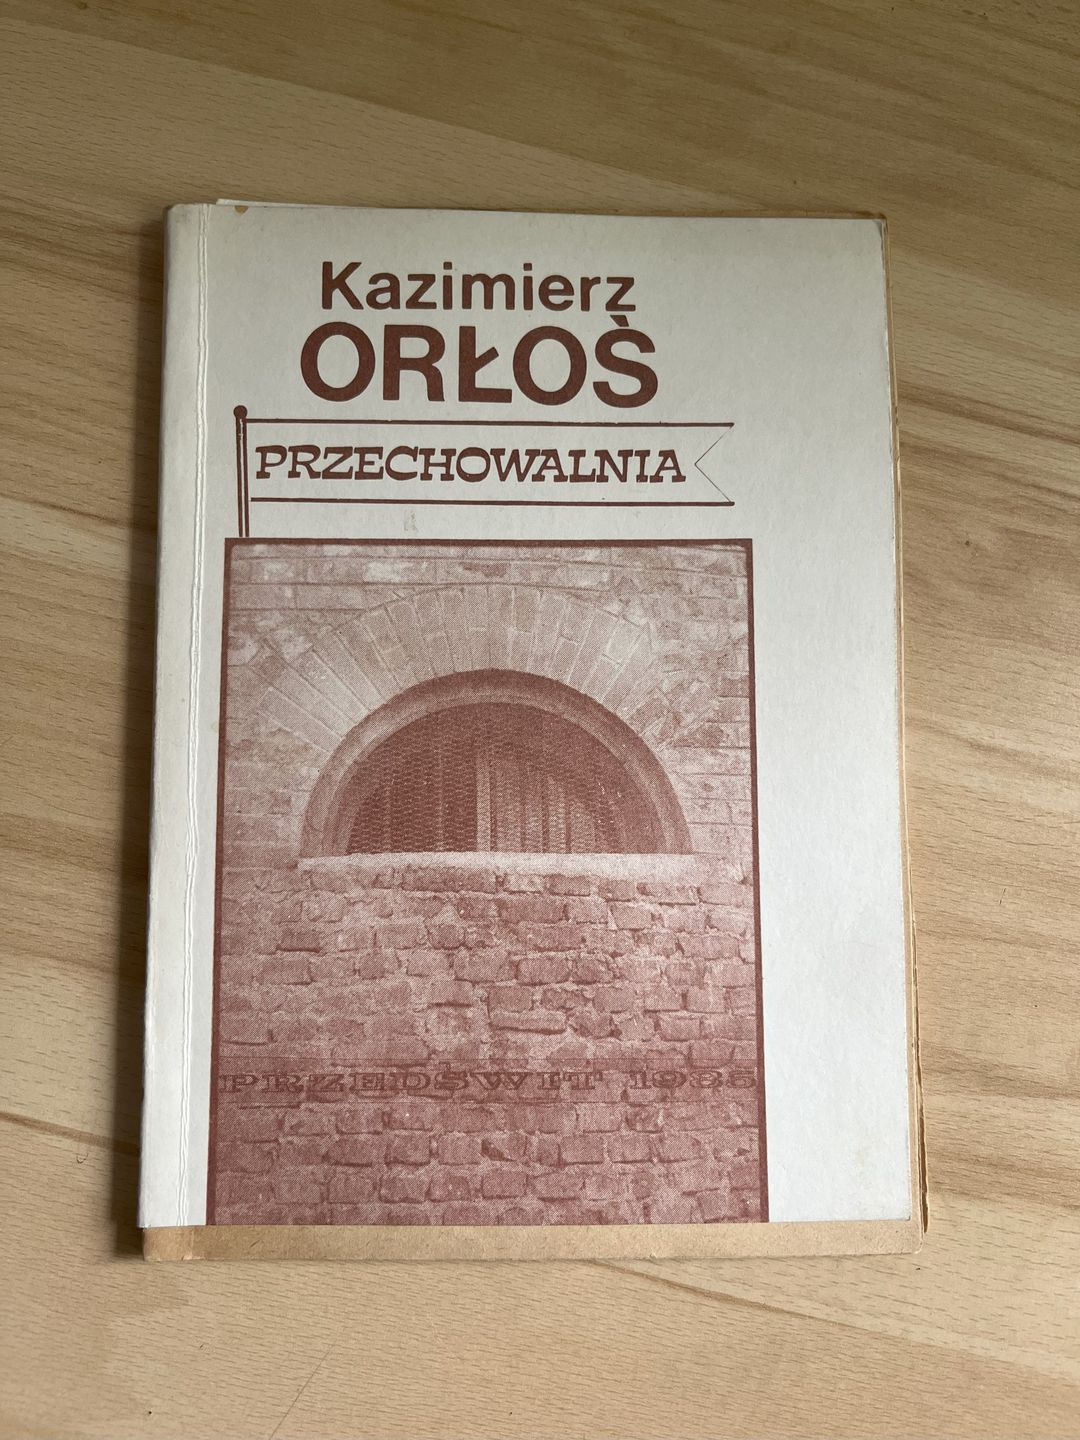 Kazimierz
ORŁOŚ
PRZECHOWALNIA
PRZEDŚWIT 1985